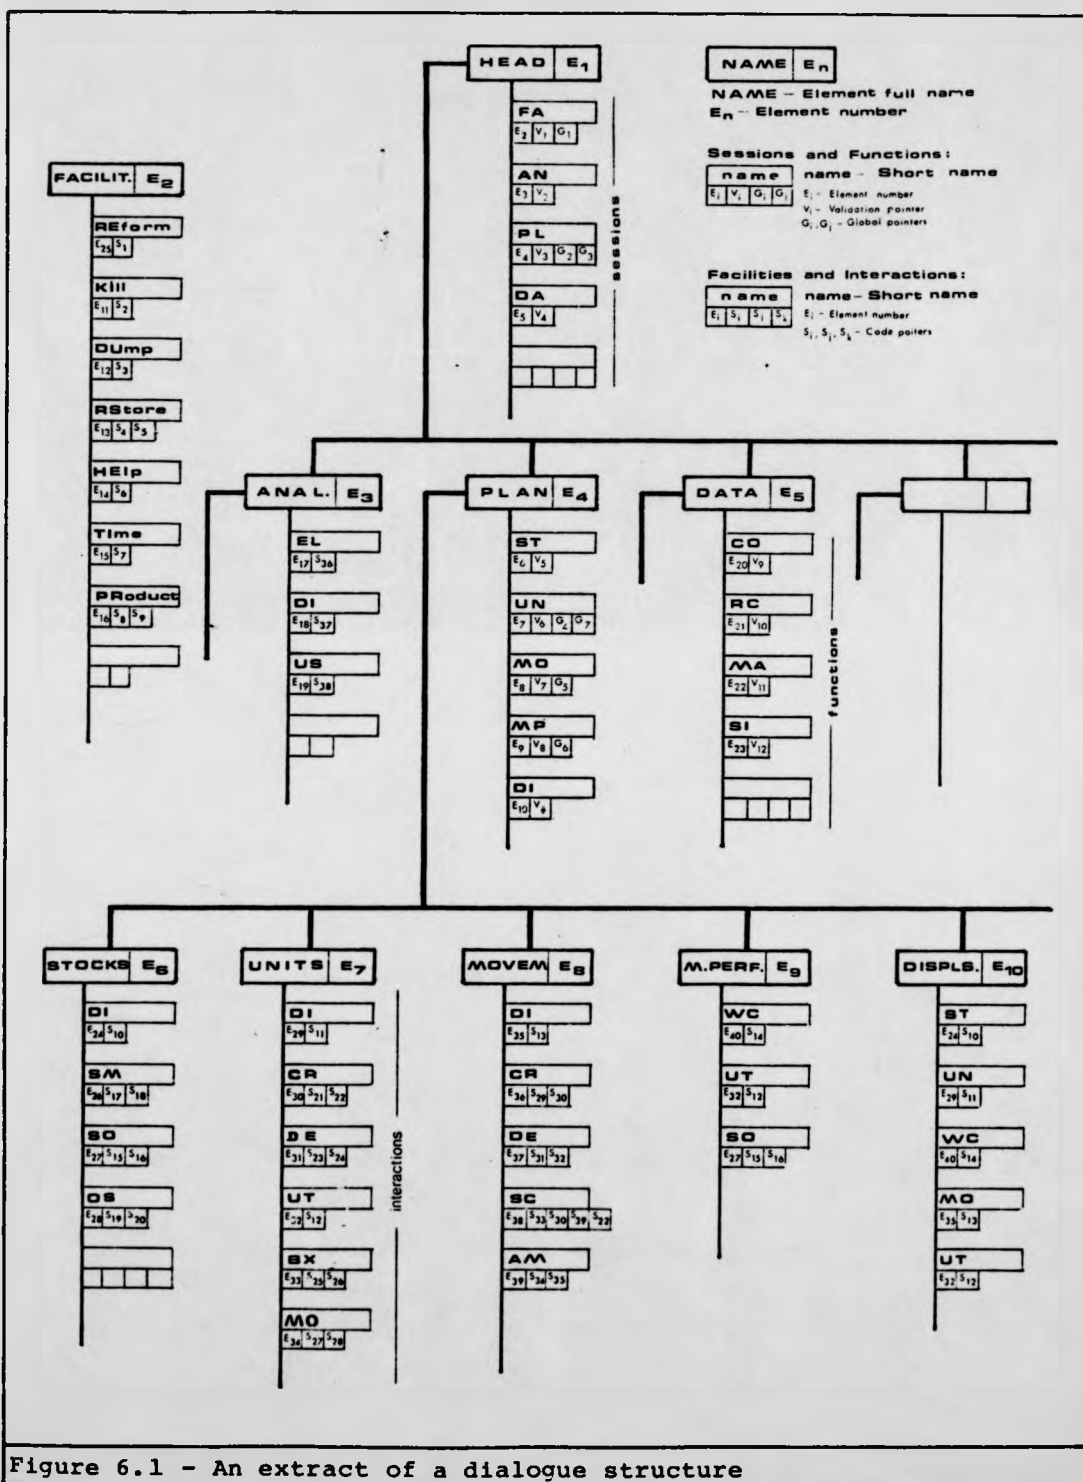 HEAD E1
FA
E2 V1 G1
AN
E3 V2
PL
E4 V3 G2 G3
DA
E5 V4
sessions
NAME En
NAME - Element full name
En - Element number
Sessions and Functions:
name name - Short name
Ei Vi Gi Gj Ei - Element number
Vi - Validation pointer
Gi, Gj - Global pointers
Facilities and Interactions:
name name - Short name
Ei Si Sj Sk Ei - Element number
Si, Sj, Sk - Code poiters
FACILIT. E2
REform
E25 S1
Kill
E11 S2
DUmp
E12 S3
RStore
E13 S4 S5
HElp
E14 S6
TIme
E15 S7
PRoduct
E16 S8 S9
ANAL. E3
EL
E17 S36
DI
E18 S37
US
E19 S38
PLAN E4
ST
E6 V5
UN
E7 V6 G4 G7
MO
E8 V7 G5
MP
E9 V8 G6
DI
E10
DATA E5
CO
E20 V9
RC
E21 V10
MA
E22 V11
SI
E23 V12
functions
STOCKS E6
DI
E24 S10
SM
E26 S17 S18
SO
E27 S15 S16
OS
E28 S19 S20
UNITS E7
DI
E29 S11
CR
E30 S21 S22
DE
E31 S23 S24
UT
E32 S12
BX
E33 S25 S26
MO
E34 S27 S28
interactions
MOVEM E8
DI
E35 S13
CR
E36 S29 S30
DE
E37 S31 S32
SC
E38 S33 S30 S39 S22
AM
E39 S34 S35
M.PERF. E9
WC
E40 S14
UT
E32 S12
SO
E27 S15 S16
DISPLS. E10
ST
E24 S10
UN
E29 S11
WC
E40 S14
MO
E35 S13
UT
E32 S12
Figure 6.1 - An extract of a dialogue structure